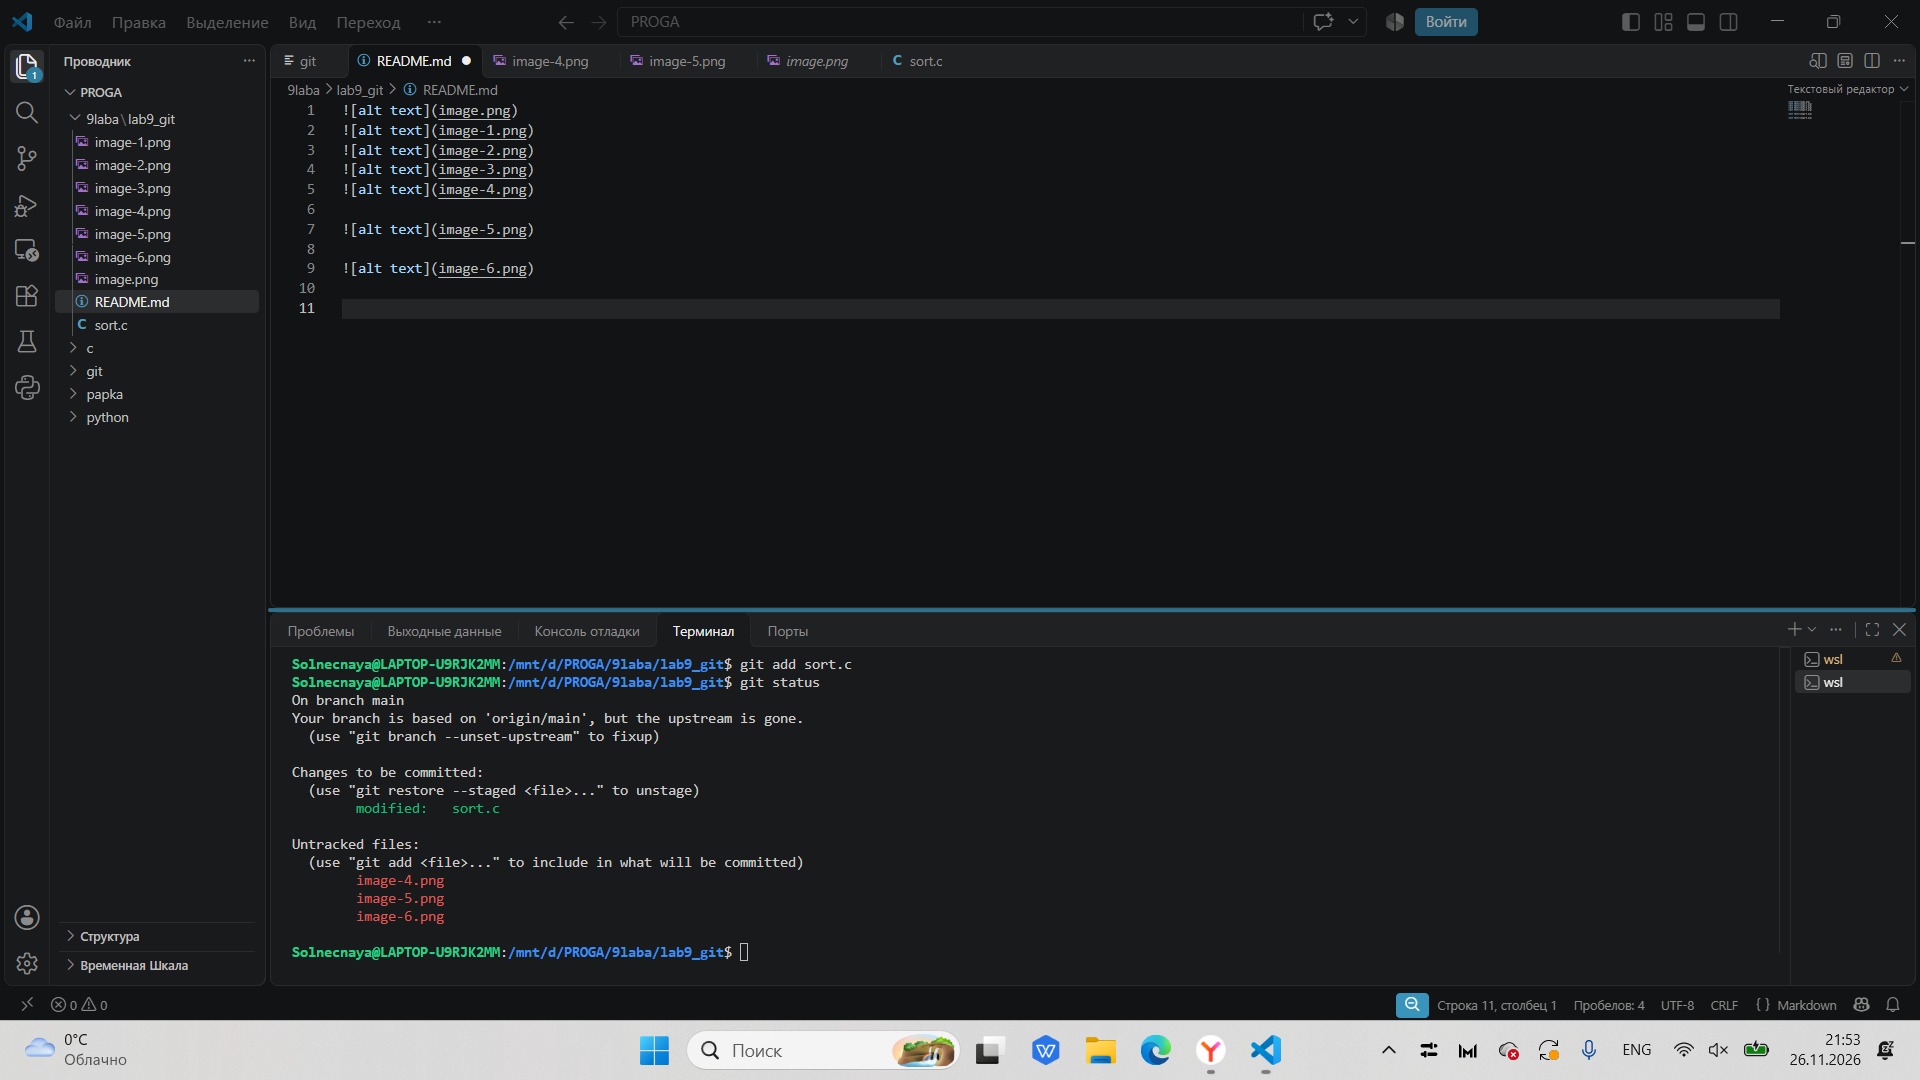 Файл Правка Выделение Вид Переход ···
PROGA
Войти
Проводник
PROGA
9laba\lab9_git
image-1.png
image-2.png
image-3.png
image-4.png
image-5.png
image-6.png
image.png
README.md
sort.c
c
git
papka
python
Структура
Временная Шкала
git
README.md
image-4.png
image-5.png
image.png
sort.c
9laba > lab9_git > README.md
Текстовый редактор
1 ![alt text](image.png)
2 ![alt text](image-1.png)
3 ![alt text](image-2.png)
4 ![alt text](image-3.png)
5 ![alt text](image-4.png)
6
7 ![alt text](image-5.png)
8
9 ![alt text](image-6.png)
10
11
Проблемы Выходные данные Консоль отладки Терминал Порты
Solnecnaya@LAPTOP-U9RJK2MM:/mnt/d/PROGA/9laba/lab9_git$ git add sort.c
Solnecnaya@LAPTOP-U9RJK2MM:/mnt/d/PROGA/9laba/lab9_git$ git status
On branch main
Your branch is based on 'origin/main', but the upstream is gone.
(use "git branch --unset-upstream" to fixup)
Changes to be committed:
(use "git restore --staged <file>..." to unstage)
modified: sort.c
Untracked files:
(use "git add <file>..." to include in what will be committed)
image-4.png
image-5.png
image-6.png
Solnecnaya@LAPTOP-U9RJK2MM:/mnt/d/PROGA/9laba/lab9_git$
wsl
wsl
0 0
Строка 11, столбец 1 Пробелов: 4 UTF-8 CRLF {} Markdown
1
0°C
Облачно
Поиск
ENG
21:53
26.11.2026